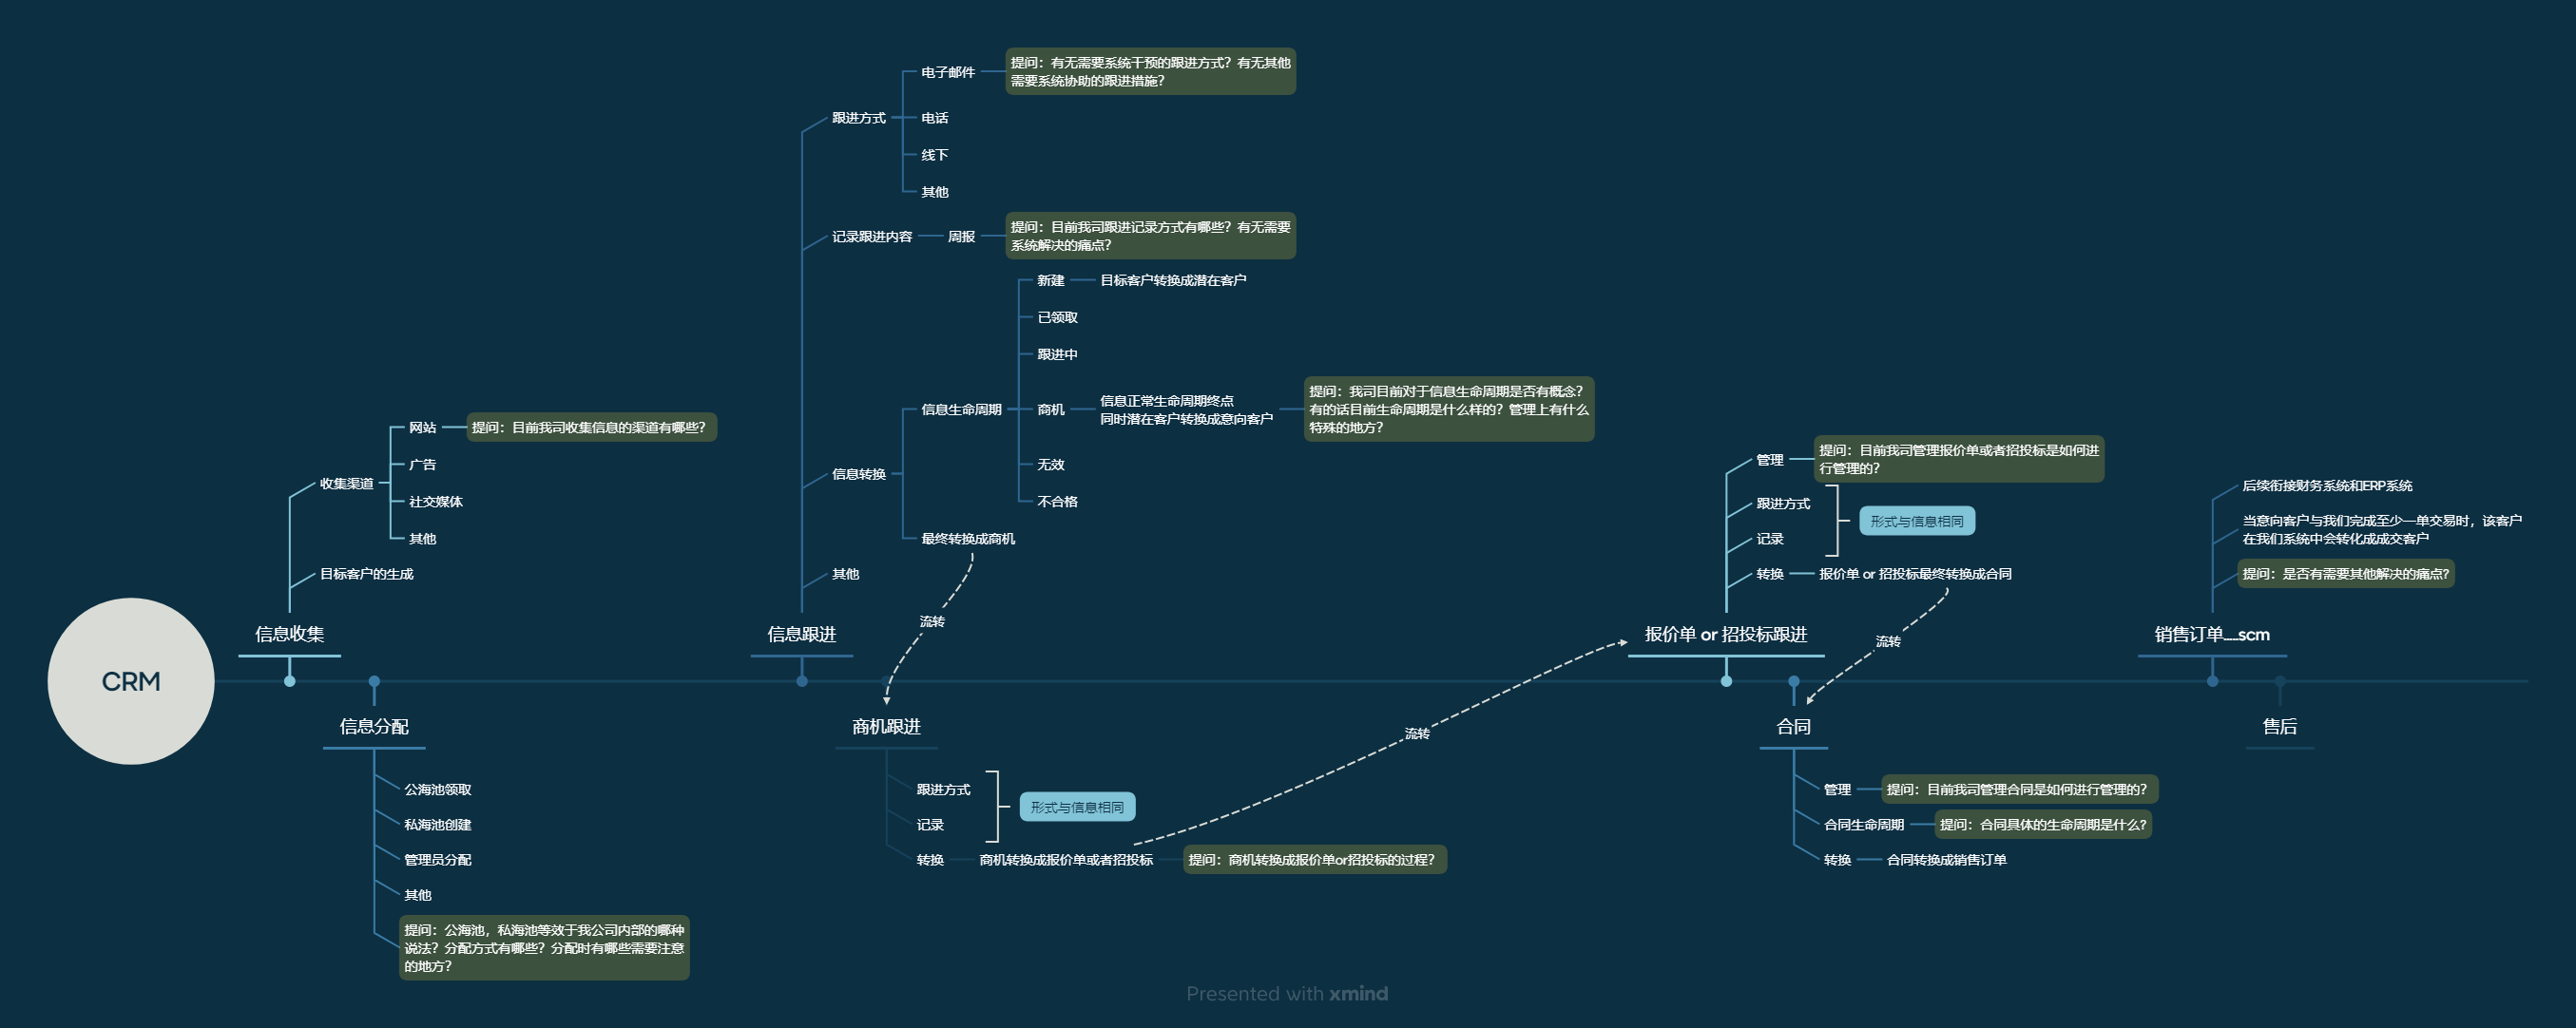 CRM
信息收集
收集渠道
网站
提问：目前我司收集信息的渠道有哪些？
广告
社交媒体
其他
目标客户的生成
信息分配
公海池领取
私海池创建
管理员分配
其他
提问：公海池，私海池等效于我公司内部的哪种
说法？分配方式有哪些？分配时有哪些需要注意
的地方？
信息跟进
跟进方式
电子邮件
提问：有无需要系统干预的跟进方式？有无其他
需要系统协助的跟进措施？
电话
线下
其他
记录跟进内容
周报
提问：目前我司跟进记录方式有哪些？有无需要
系统解决的痛点？
信息转换
信息生命周期
新建
目标客户转换成潜在客户
已领取
跟进中
商机
信息正常生命周期终点
同时潜在客户转换成意向客户
提问：我司目前对于信息生命周期是否有概念？
有的话目前生命周期是什么样的？管理上有什么
特殊的地方？
无效
不合格
最终转换成商机
其他
流转
商机跟进
跟进方式
记录
形式与信息相同
转换
商机转换成报价单或者招投标
提问：商机转换成报价单or招投标的过程？
流转
报价单 or 招投标跟进
管理
提问：目前我司管理报价单或者招投标是如何进
行管理的？
跟进方式
记录
形式与信息相同
转换
报价单 or 招投标最终转换成合同
流转
合同
管理
提问：目前我司管理合同是如何进行管理的？
合同生命周期
提问：合同具体的生命周期是什么？
转换
合同转换成销售订单
销售订单......scm
后续衔接财务系统和ERP系统
当意向客户与我们完成至少一单交易时，该客户
在我们系统中会转化成成交客户
提问：是否有需要其他解决的痛点？
售后
Presented with xmind